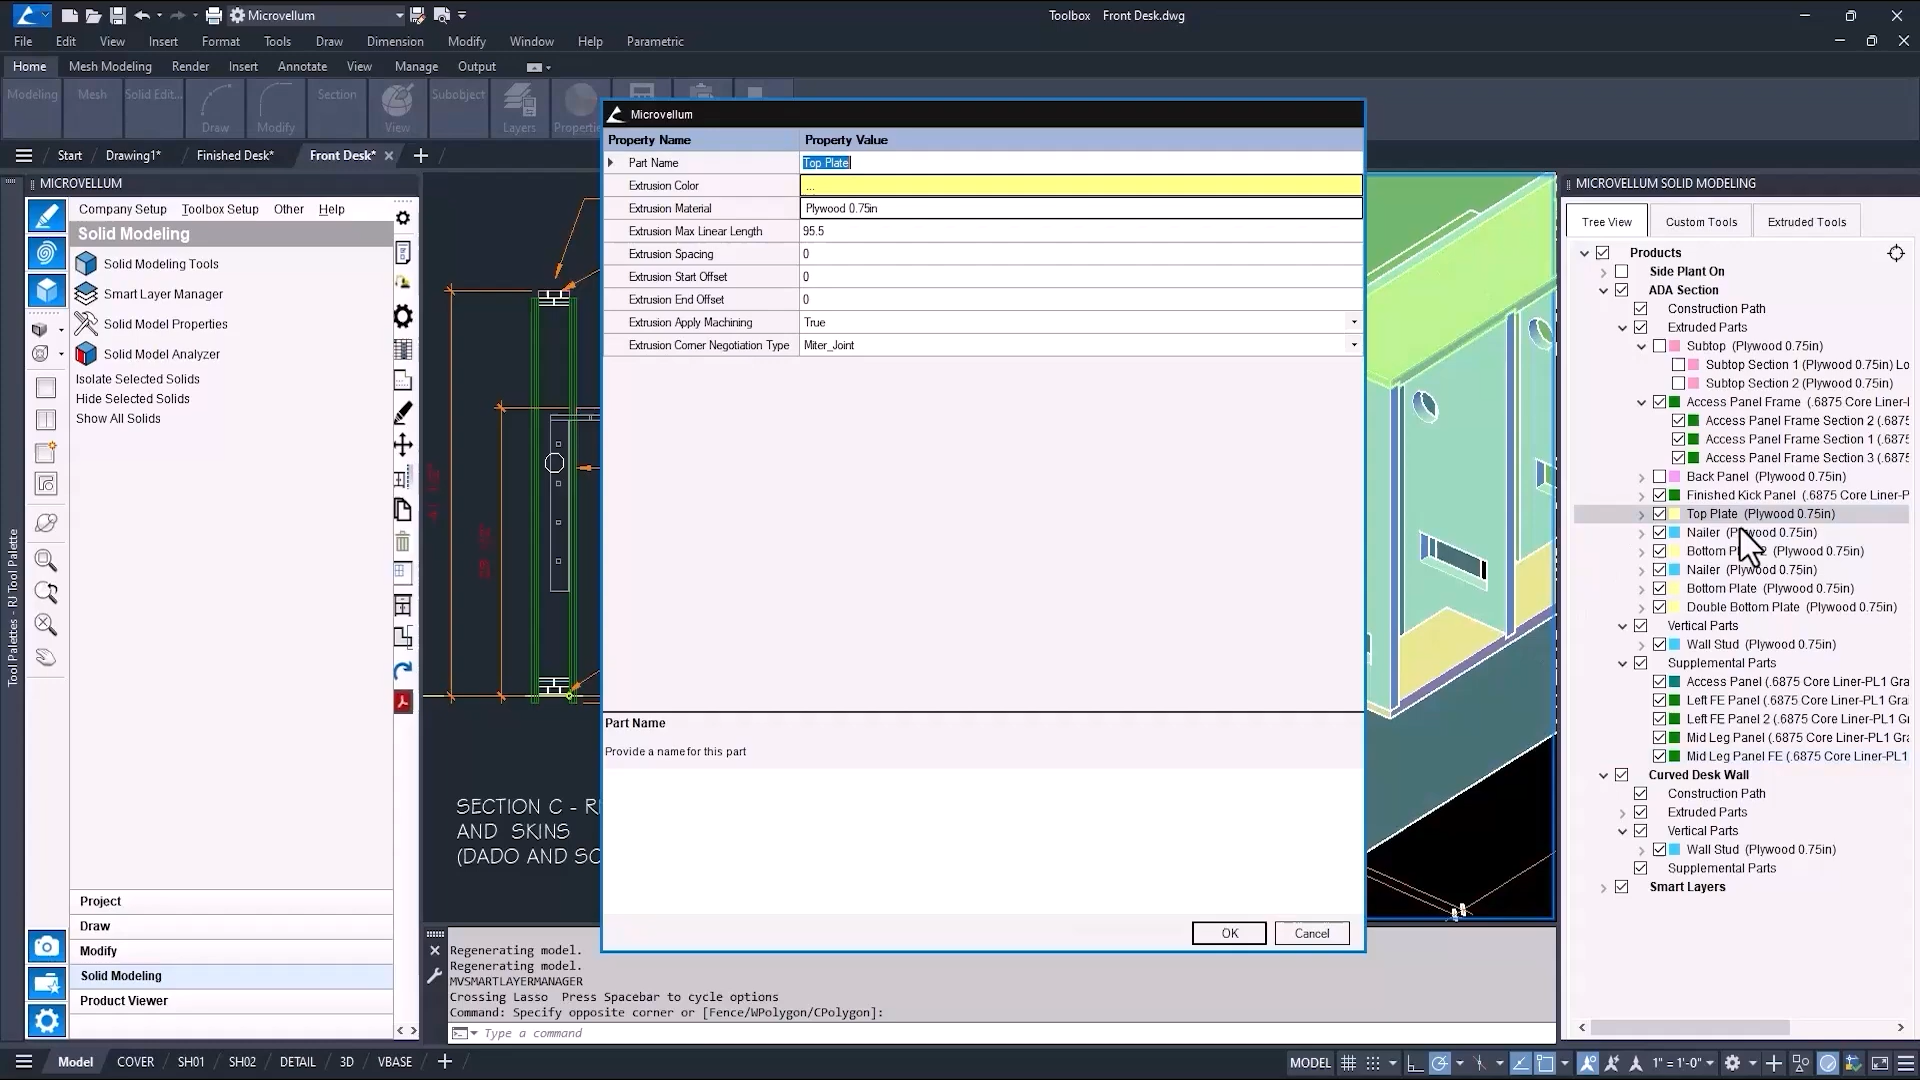 Microvellum
Toolbox Front Desk.dwg
File Edit View Insert Format Tools Draw Dimension Modify Window Help Parametric
Home Mesh Modeling Render Insert Annotate View Manage Output
Modeling Mesh Solid Edit... Draw Modify Section View Subobject Layers
Start Drawing1* Finished Desk* Front Desk*
MICROVELLUM
Company Setup Toolbox Setup Other Help
Solid Modeling
Solid Modeling Tools
Smart Layer Manager
Solid Model Properties
Solid Model Analyzer
Isolate Selected Solids
Hide Selected Solids
Show All Solids
Project
Draw
Modify
Solid Modeling
Product Viewer
Tool Palettes - RJ Tool Palette
SECTION C - R
AND SKINS
(DADO AND SC
Microvellum
Property Name Property Value
Part Name Top Plate
Extrusion Color ...
Extrusion Material Plywood 0.75in
Extrusion Max Linear Length 95.5
Extrusion Spacing 0
Extrusion Start Offset 0
Extrusion End Offset 0
Extrusion Apply Machining True
Extrusion Corner Negotiation Type Miter_Joint
Part Name
Provide a name for this part
OK Cancel
Regenerating model.
Regenerating model.
MVSMARTLAYERMANAGER
Crossing Lasso Press Spacebar to cycle options
Command: Specify opposite corner or [Fence/WPolygon/CPolygon]:
Type a command
MICROVELLUM SOLID MODELING
Tree View Custom Tools Extruded Tools
Products
Side Plant On
ADA Section
Construction Path
Extruded Parts
Subtop (Plywood 0.75in)
Subtop Section 1 (Plywood 0.75in) Lo
Subtop Section 2 (Plywood 0.75in)
Access Panel Frame (.6875 Core Liner-
Access Panel Frame Section 2 (.6875
Access Panel Frame Section 1 (.6875
Access Panel Frame Section 3 (.6875
Back Panel (Plywood 0.75in)
Finished Kick Panel (.6875 Core Liner-P
Top Plate (Plywood 0.75in)
Nailer (Plywood 0.75in)
Bottom (Plywood 0.75in)
Nailer (Plywood 0.75in)
Bottom Plate (Plywood 0.75in)
Double Bottom Plate (Plywood 0.75in)
Vertical Parts
Wall Stud (Plywood 0.75in)
Supplemental Parts
Access Panel (.6875 Core Liner-PL1 Gra
Left FE Panel (.6875 Core Liner-PL1 Gra
Left FE Panel 2 (.6875 Core Liner-PL1 G
Mid Leg Panel (.6875 Core Liner-PL1 Gra
Mid Leg Panel FE (.6875 Core Liner-PL1
Curved Desk Wall
Construction Path
Extruded Parts
Vertical Parts
Wall Stud (Plywood 0.75in)
Supplemental Parts
Smart Layers
Model COVER SH01 SH02 DETAIL 3D VBASE
MODEL 1" = 1'-0"